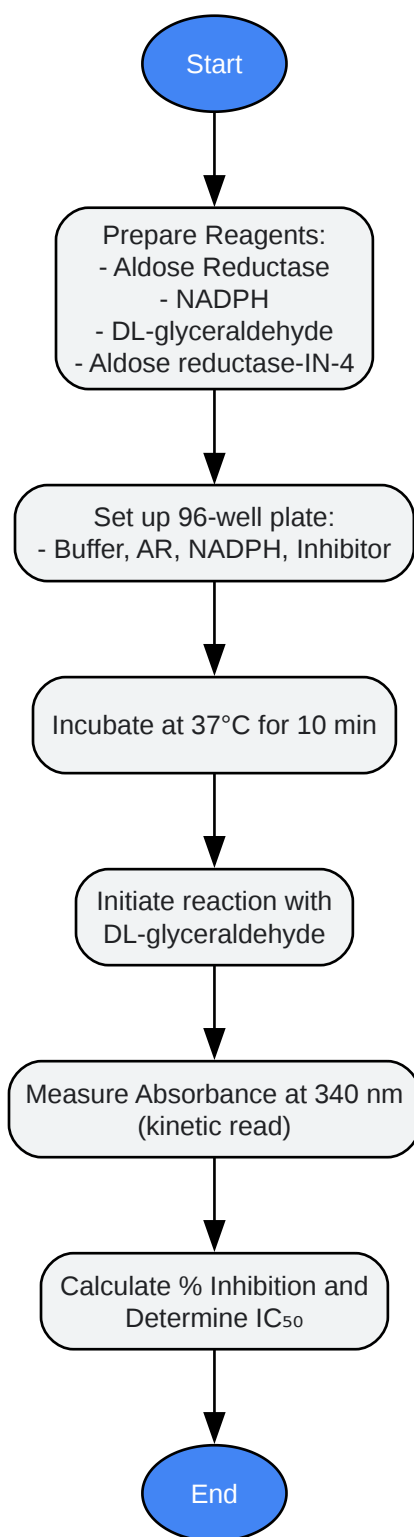 Start
Prepare Reagents:
- Aldose Reductase
- NADPH
- DL-glyceraldehyde
- Aldose reductase-IN-4
Set up 96-well plate:
- Buffer, AR, NADPH, Inhibitor
Incubate at 37°C for 10 min
Initiate reaction with
DL-glyceraldehyde
Measure Absorbance at 340 nm
(kinetic read)
Calculate % Inhibition and
Determine IC₅₀
End